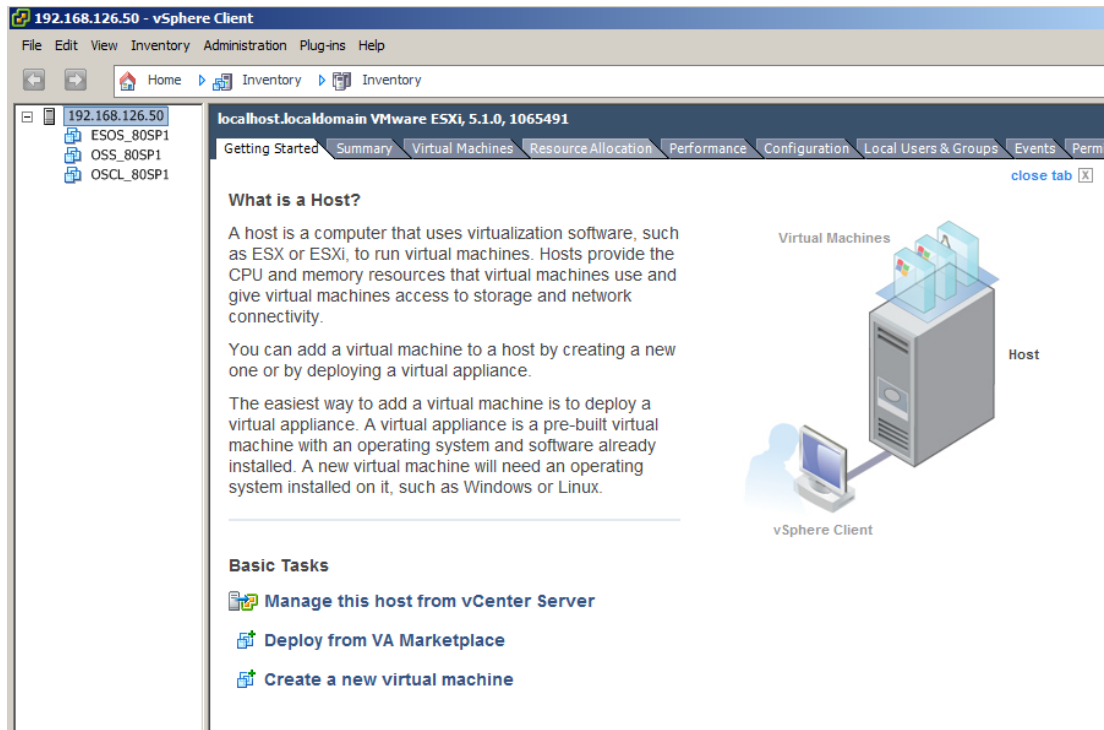 192.168.126.50 - vSphere Client
File Edit View Inventory Administration Plug-ins Help
Home Inventory Inventory
192.168.126.50
ESOS_80SP1
OSS_80SP1
OSCL_80SP1
localhost.localdomain VMware ESXi, 5.1.0, 1065491
Getting Started Summary Virtual Machines Resource Allocation Performance Configuration Local Users & Groups Events Perm
close tab X
What is a Host?
A host is a computer that uses virtualization software, such
as ESX or ESXi, to run virtual machines. Hosts provide the
CPU and memory resources that virtual machines use and
give virtual machines access to storage and network
connectivity.
You can add a virtual machine to a host by creating a new
one or by deploying a virtual appliance.
The easiest way to add a virtual machine is to deploy a
virtual appliance. A virtual appliance is a pre-built virtual
machine with an operating system and software already
installed. A new virtual machine will need an operating
system installed on it, such as Windows or Linux.
Virtual Machines
Host
vSphere Client
Basic Tasks
Manage this host from vCenter Server
Deploy from VA Marketplace
Create a new virtual machine